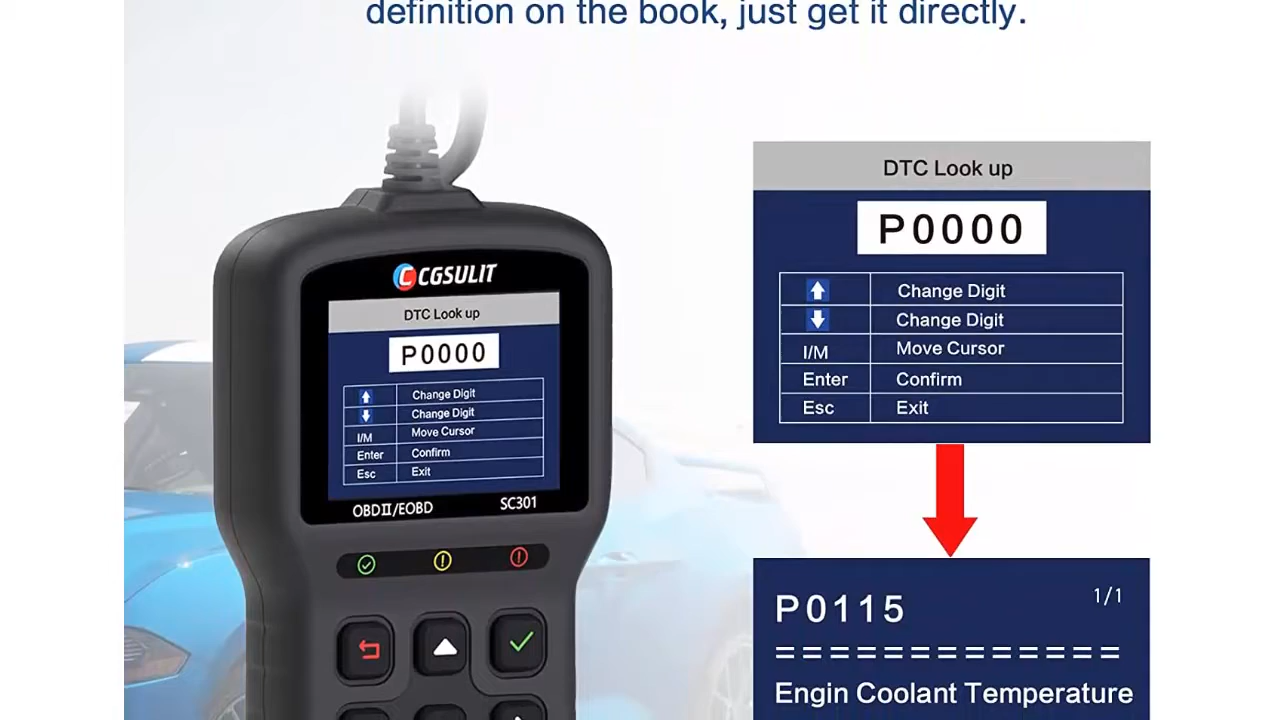 definition on the book, just get it directly.
CGSULIT
DTC Look up
P0000
Change Digit
Change Digit
I/M Move Cursor
Enter Confirm
Esc Exit
OBDII/EOBD SC301
DTC Look up
P0000
Change Digit
Change Digit
I/M Move Cursor
Enter Confirm
Esc Exit
P0115 1/1
=============
Engin Coolant Temperature